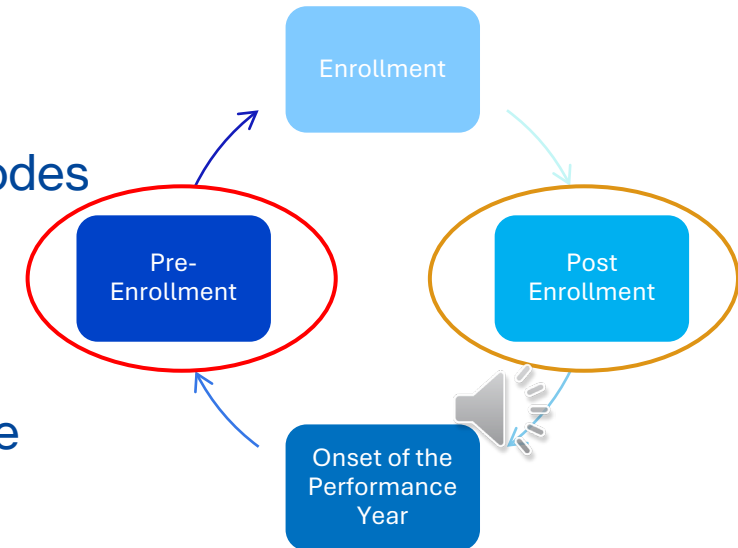 Enrollment
odes
Pre-
Enrollment
Post
Enrollment
e
Onset of the
Performance
Year